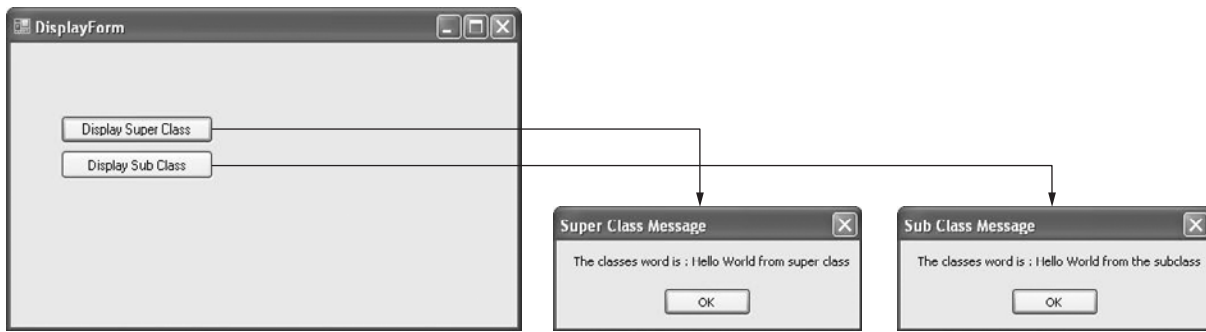 DisplayForm
Display Super Class
Display Sub Class
Super Class Message
The classes word is : Hello World from super class
OK
Sub Class Message
The classes word is : Hello World from the subclass
OK